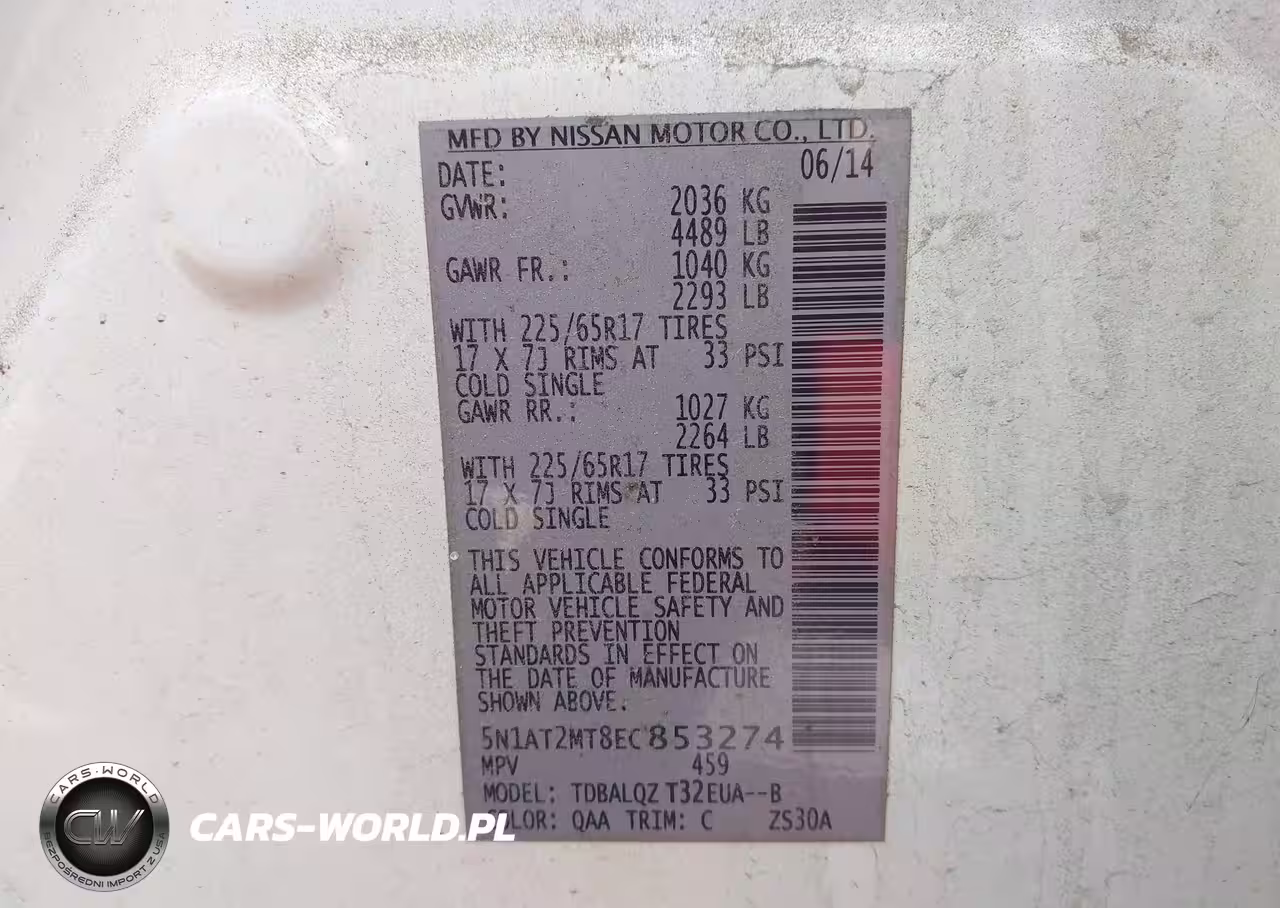 MFD BY NISSAN MOTOR CO., LTD.
DATE: 06/14
GVWR: 2036 KG
4489 LB
GAWR FR.: 1040 KG
2293 LB
WITH 225/65R17 TIRES
17 X 7J RIMS AT 33 PSI
COLD SINGLE
GAWR RR.: 1027 KG
2264 LB
WITH 225/65R17 TIRES
17 X 7J RIMS AT 33 PSI
COLD SINGLE
THIS VEHICLE CONFORMS TO
ALL APPLICABLE FEDERAL
MOTOR VEHICLE SAFETY AND
THEFT PREVENTION
STANDARDS IN EFFECT ON
THE DATE OF MANUFACTURE
SHOWN ABOVE.
5N1AT2MT8EC853274
MPV 459
MODEL: TDBALQZ T32EUA--B
COLOR: QAA TRIM: C ZS30A
CARS-WORLD
CW
BEZPOŚREDNI IMPORT Z USA
CARS-WORLD.PL